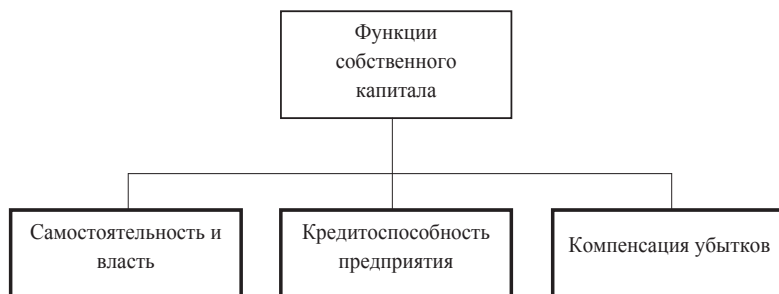 Функции
собственного
капитала
Самостоятельность и
власть
Кредитоспособность
предприятия
Компенсация убытков